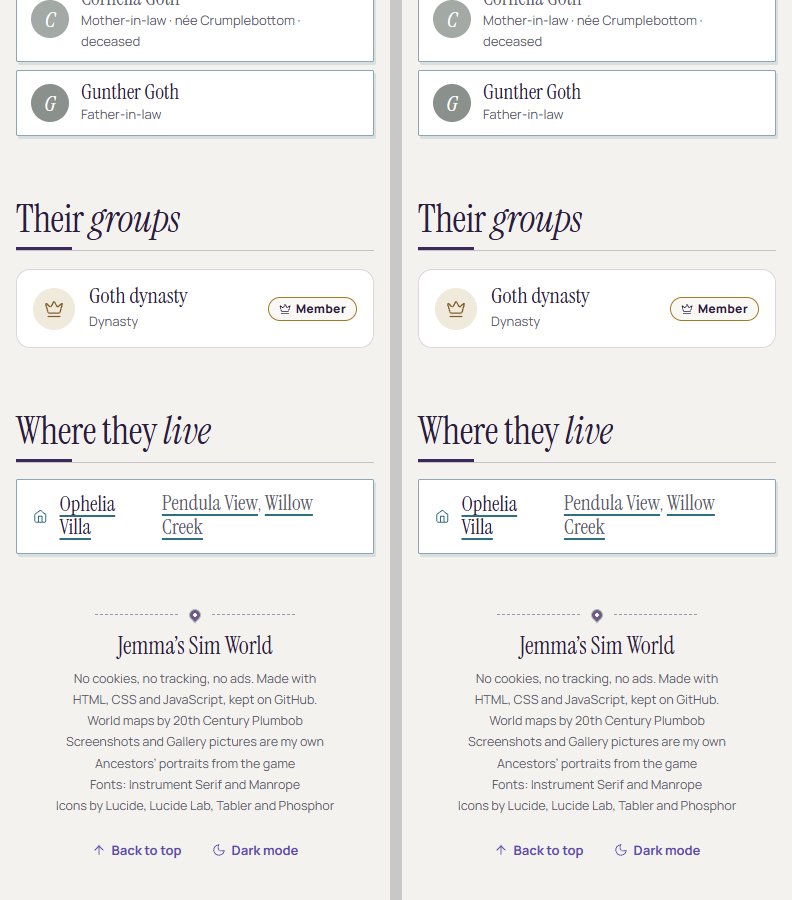 Cornelia Goth
C
Mother-in-law · née Crumplebottom ·
deceased
G
Gunther Goth
Father-in-law
Their groups
Goth dynasty
Dynasty
Member
Where they live
Ophelia
Villa
Pendula View, Willow
Creek
Jemma’s Sim World
No cookies, no tracking, no ads. Made with
HTML, CSS and JavaScript, kept on GitHub.
World maps by 20th Century Plumbob
Screenshots and Gallery pictures are my own
Ancestors’ portraits from the game
Fonts: Instrument Serif and Manrope
Icons by Lucide, Lucide Lab, Tabler and Phosphor
Back to top
Dark mode
Cornelia Goth
C
Mother-in-law · née Crumplebottom ·
deceased
G
Gunther Goth
Father-in-law
Their groups
Goth dynasty
Dynasty
Member
Where they live
Ophelia
Villa
Pendula View, Willow
Creek
Jemma’s Sim World
No cookies, no tracking, no ads. Made with
HTML, CSS and JavaScript, kept on GitHub.
World maps by 20th Century Plumbob
Screenshots and Gallery pictures are my own
Ancestors’ portraits from the game
Fonts: Instrument Serif and Manrope
Icons by Lucide, Lucide Lab, Tabler and Phosphor
Back to top
Dark mode